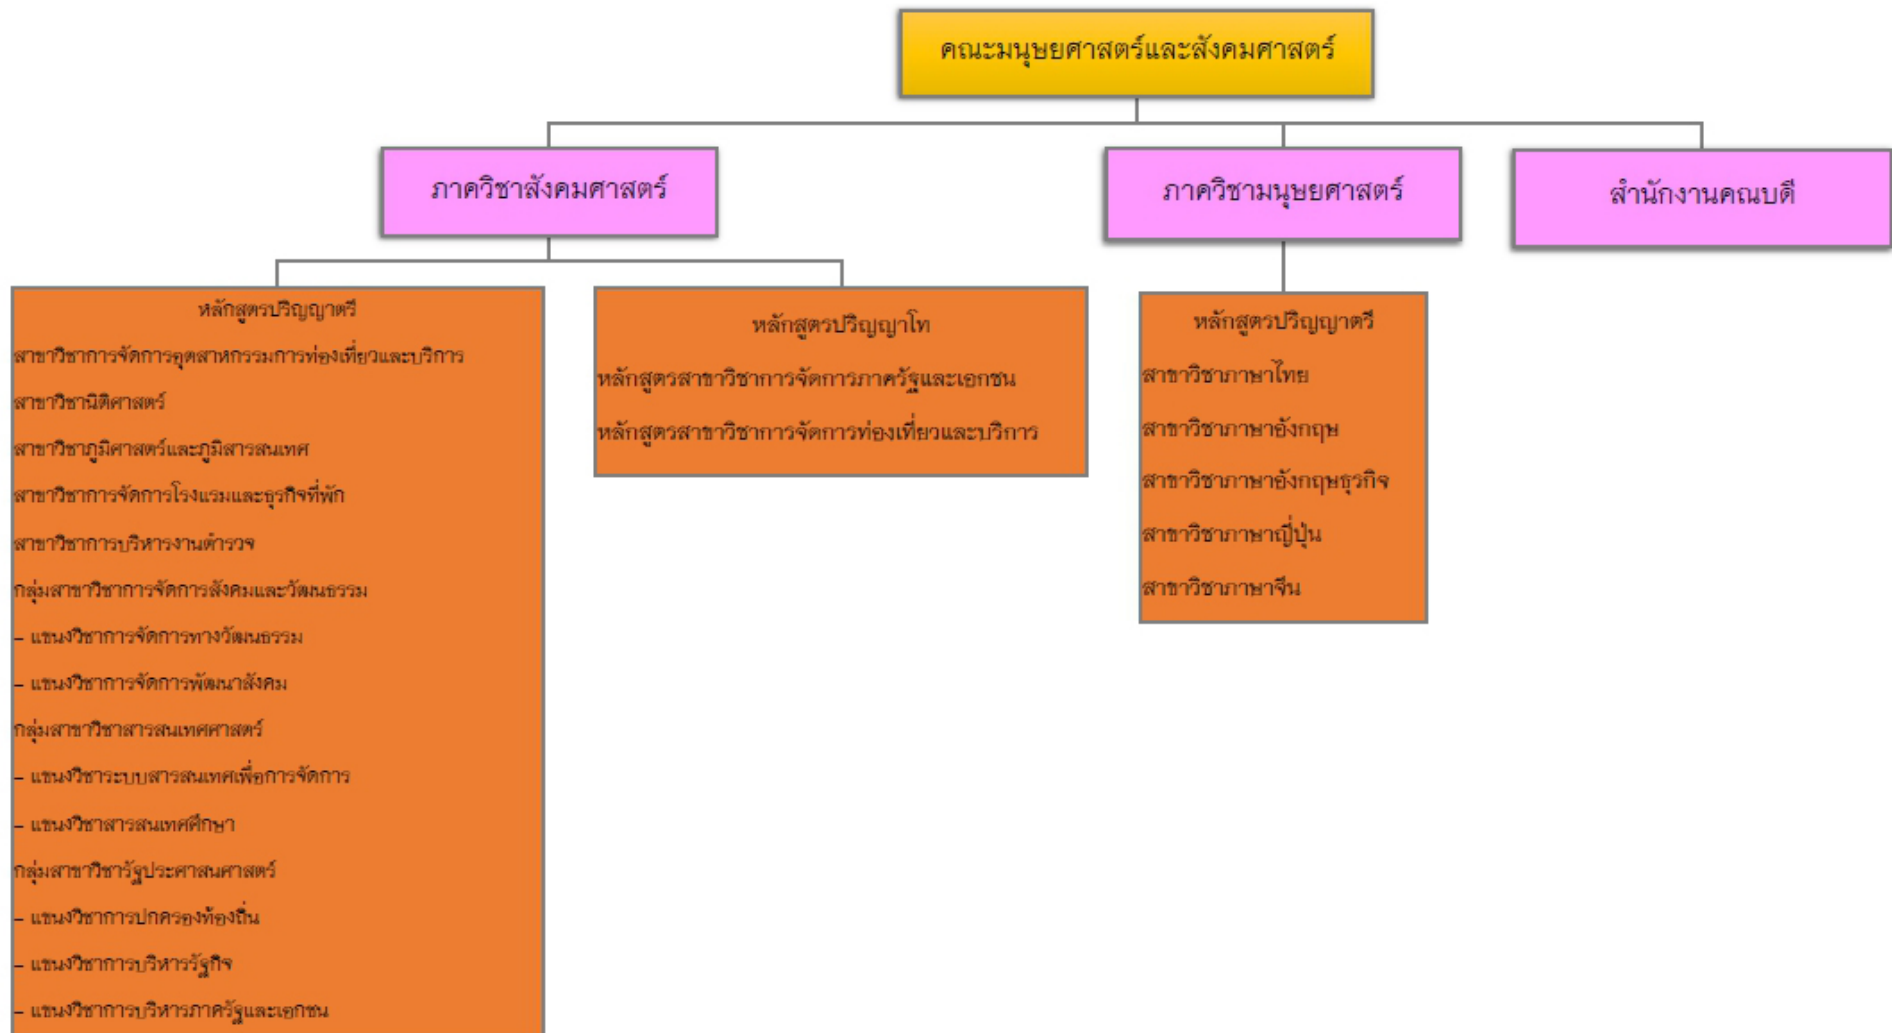 คณะมนุษยศาสตร์และสังคมศาสตร์
ภาควิชาสังคมศาสตร์
ภาควิชามนุษยศาสตร์
สำนักงานคณบดี
หลักสูตรปริญญาตรี
สาขาวิชาการจัดการอุตสาหกรรมการท่องเที่ยวและบริการ
สาขาวิชานิติศาสตร์
สาขาวิชาภูมิศาสตร์และภูมิสารสนเทศ
สาขาวิชาการจัดการโรงแรมและธุรกิจที่พัก
สาขาวิชาการบริหารงานตำรวจ
กลุ่มสาขาวิชาการจัดการสังคมและวัฒนธรรม
– แขนงวิชาการจัดการทางวัฒนธรรม
– แขนงวิชาการจัดการพัฒนาสังคม
กลุ่มสาขาวิชาสารสนเทศศาสตร์
– แขนงวิชาระบบสารสนเทศเพื่อการจัดการ
– แขนงวิชาสารสนเทศศึกษา
กลุ่มสาขาวิชารัฐประศาสนศาสตร์
– แขนงวิชาการปกครองท้องถิ่น
– แขนงวิชาการบริหารรัฐกิจ
– แขนงวิชาการบริหารภาครัฐและเอกชน
หลักสูตรปริญญาโท
หลักสูตรสาขาวิชาการจัดการภาครัฐและเอกชน
หลักสูตรสาขาวิชาการจัดการท่องเที่ยวและบริการ
หลักสูตรปริญญาตรี
สาขาวิชาภาษาไทย
สาขาวิชาภาษาอังกฤษ
สาขาวิชาภาษาอังกฤษธุรกิจ
สาขาวิชาภาษาญี่ปุ่น
สาขาวิชาภาษาจีน